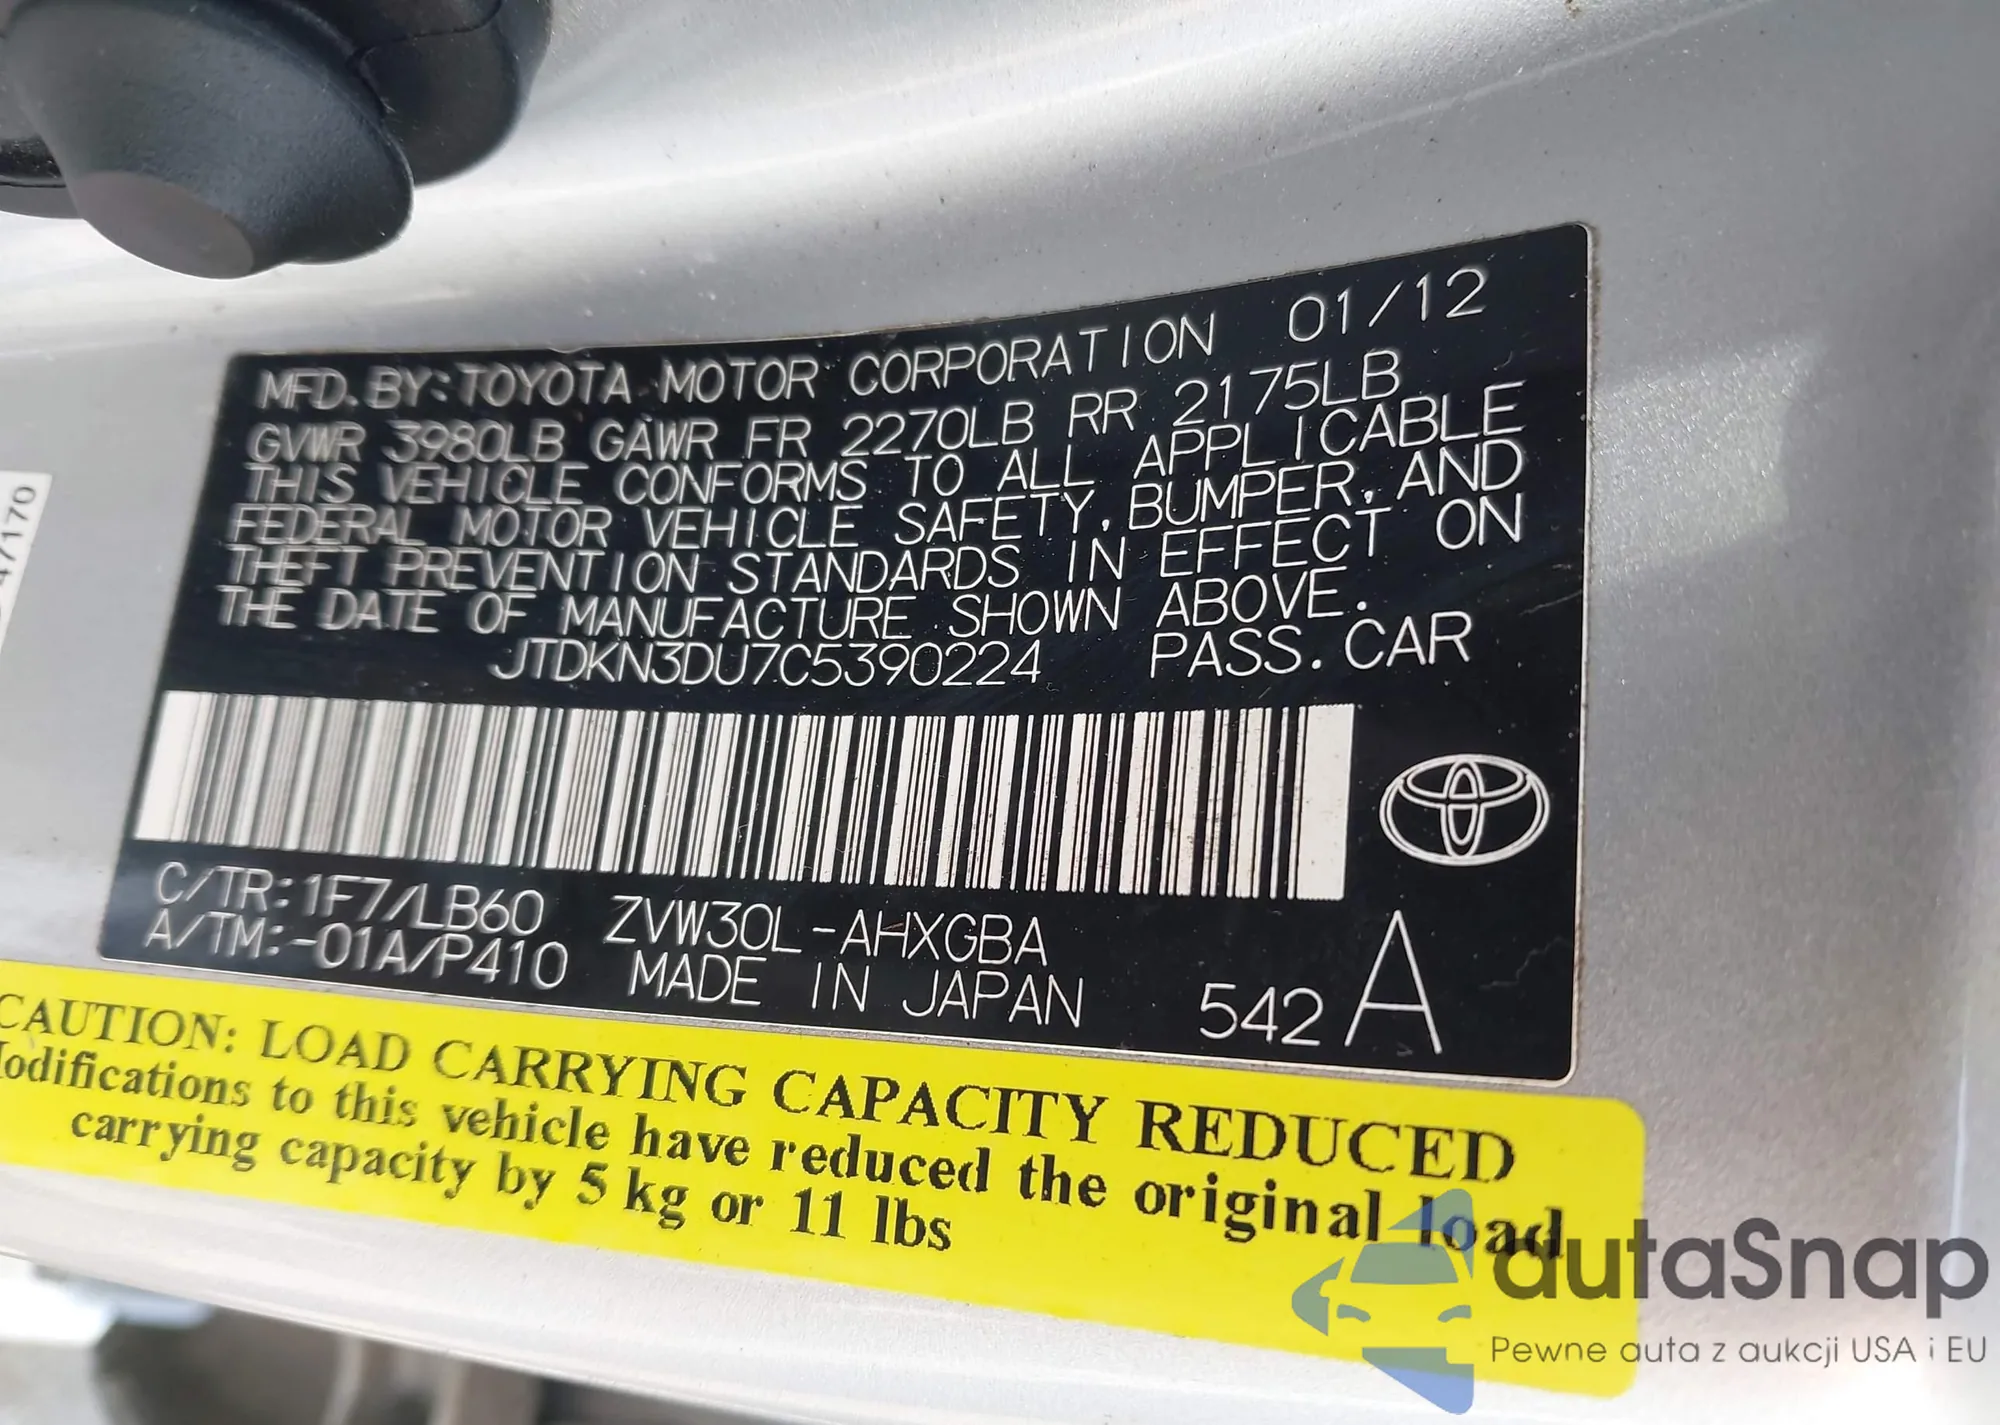 MFD. BY: TOYOTA MOTOR CORPORATION 01/12
GVWR 3980LB GAWR FR 2270LB RR 2175LB
THIS VEHICLE CONFORMS TO ALL APPLICABLE
FEDERAL MOTOR VEHICLE SAFETY, BUMPER, AND
THEFT PREVENTION STANDARDS IN EFFECT ON
THE DATE OF MANUFACTURE SHOWN ABOVE.
JTDKN3DU7C5390224 PASS. CAR
C/TR: 1F7/LB60 ZVW30L-AHXGBA
A/TM: -01A/P410 MADE IN JAPAN 542 A
CAUTION: LOAD CARRYING CAPACITY REDUCED
Modifications to this vehicle have reduced the original load
carrying capacity by 5 kg or 11 lbs
47170
autaSnap
Pewne auta z aukcji USA i EU